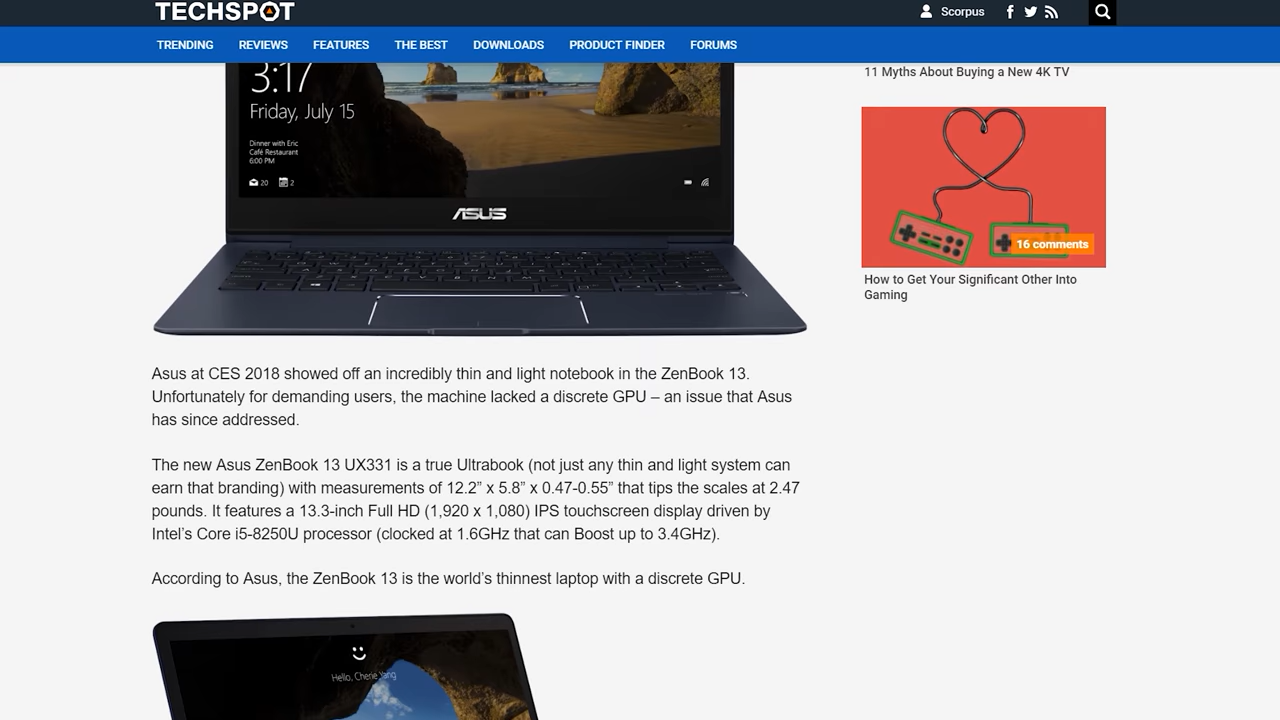 TECHSPOT
Scorpus
TRENDING REVIEWS FEATURES THE BEST DOWNLOADS PRODUCT FINDER FORUMS
3:17
Friday, July 15
Dinner with Eric
Café Restaurant
6:00 PM
20 2
ASUS
11 Myths About Buying a New 4K TV
16 comments
How to Get Your Significant Other Into
Gaming
Asus at CES 2018 showed off an incredibly thin and light notebook in the ZenBook 13.
Unfortunately for demanding users, the machine lacked a discrete GPU – an issue that Asus
has since addressed.
The new Asus ZenBook 13 UX331 is a true Ultrabook (not just any thin and light system can
earn that branding) with measurements of 12.2” x 5.8” x 0.47-0.55” that tips the scales at 2.47
pounds. It features a 13.3-inch Full HD (1,920 x 1,080) IPS touchscreen display driven by
Intel’s Core i5-8250U processor (clocked at 1.6GHz that can Boost up to 3.4GHz).
According to Asus, the ZenBook 13 is the world’s thinnest laptop with a discrete GPU.
Hello, Cherie Yang